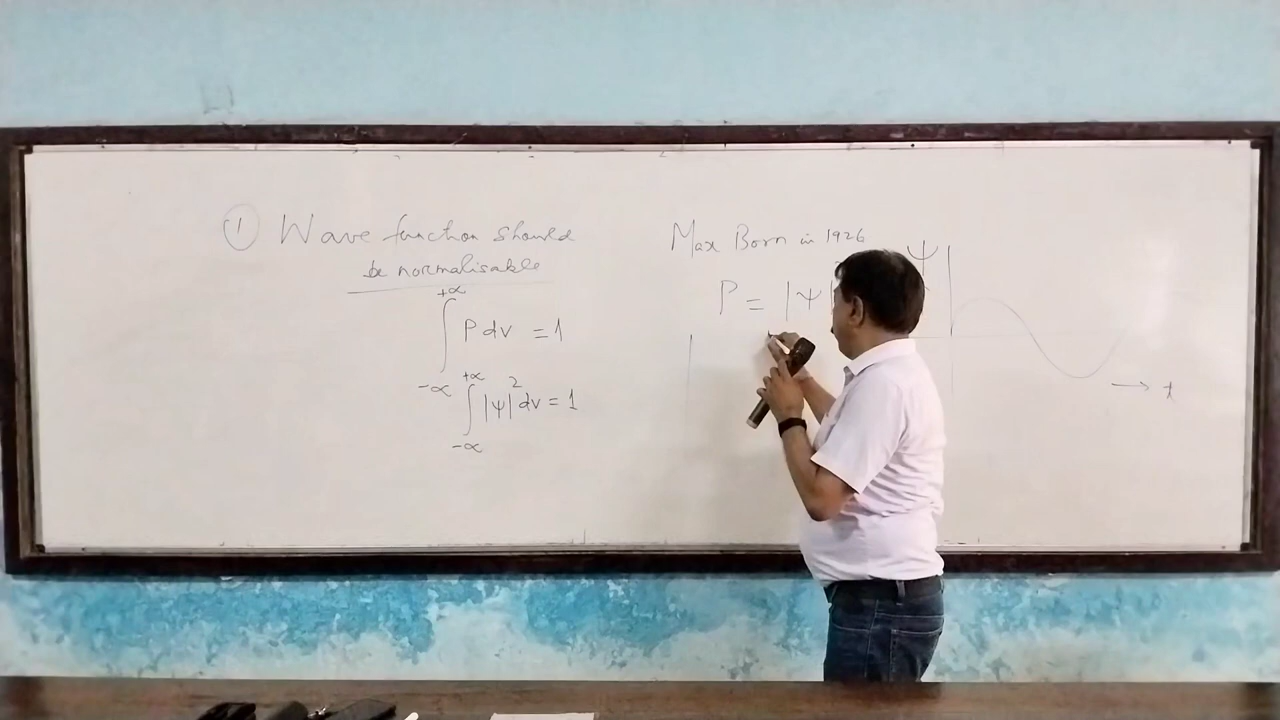 ① Wave function should
be normalisable
+∝
∫ P dv = 1
-∝
+∝
∫ |Ψ|² dv = 1
-∝
Max Born in 1926
P = |Ψ|
Ψ
→ t